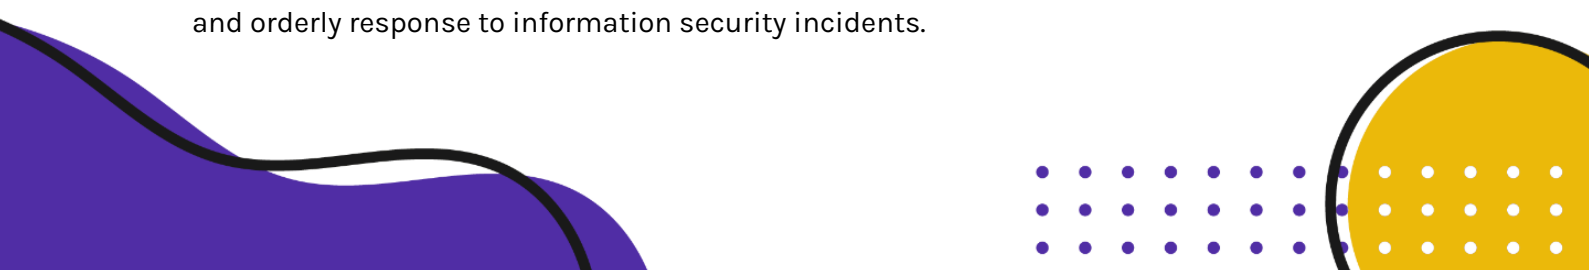 and orderly response to information security incidents.